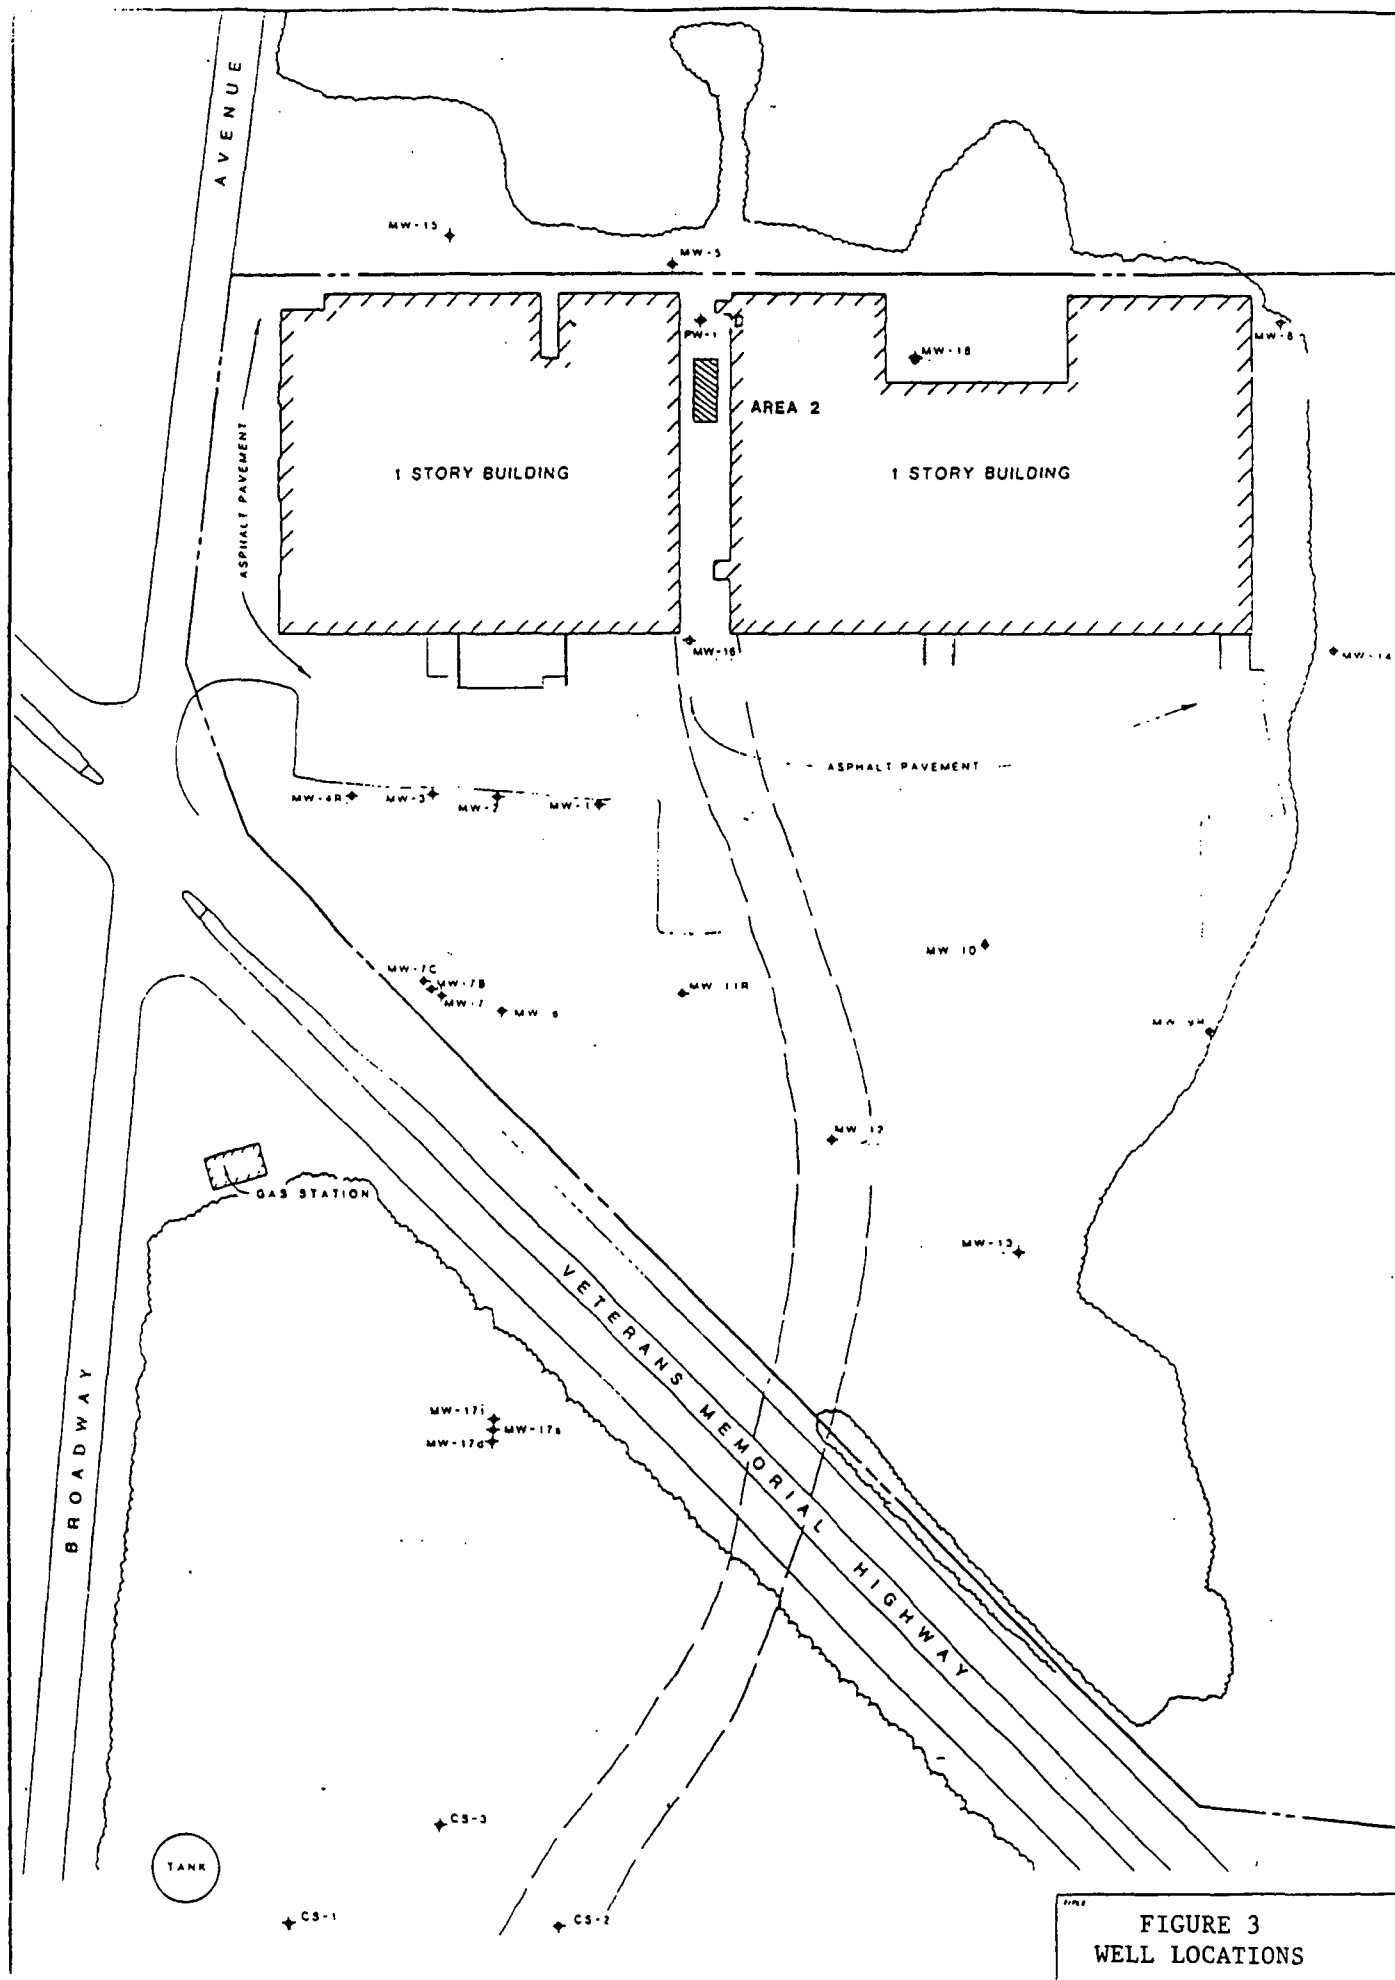 AVENUE
MW-15
MW-5
PW-1
MW-18
MW-8
AREA 2
1 STORY BUILDING
1 STORY BUILDING
ASPHALT PAVEMENT
MW-16
MW-14
ASPHALT PAVEMENT
MW-4R
MW-3
MW-2
MW-1
MW 10
MW-7C
MW-7B
MW-7
MW 6
MW 11R
MW 12
GAS STATION
MW-13
VETERANS MEMORIAL HIGHWAY
BROADWAY
MW-17i
MW-17s
MW-17d
CS-3
TANK
CS-1
CS-2
TITLE
FIGURE 3
WELL LOCATIONS